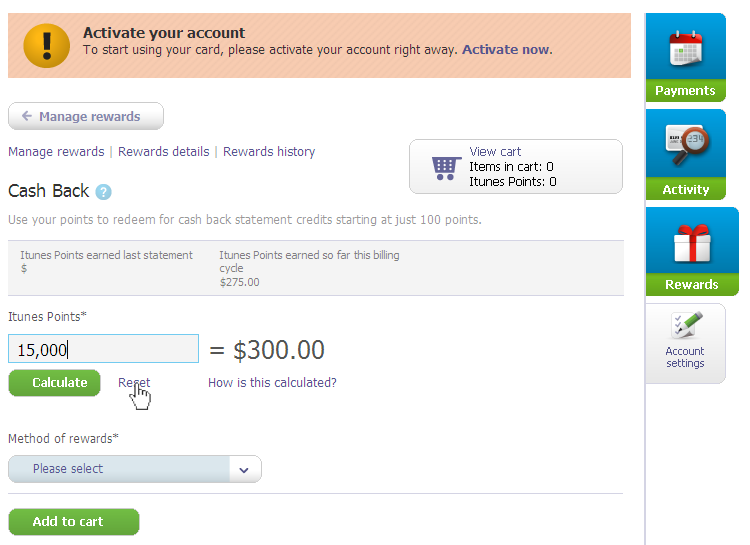 Activate your account
To start using your card, please activate your account right away. Activate now.
Payments
Manage rewards
Manage rewards | Rewards details | Rewards history
View cart
Items in cart: 0
Itunes Points: 0
Activity
Cash Back ?
Use your points to redeem for cash back statement credits starting at just 100 points.
Itunes Points earned last statement
$
Itunes Points earned so far this billing
cycle
$275.00
Rewards
Itunes Points*
15,000 = $300.00
Account
settings
Calculate Reset How is this calculated?
Method of rewards*
Please select
Add to cart